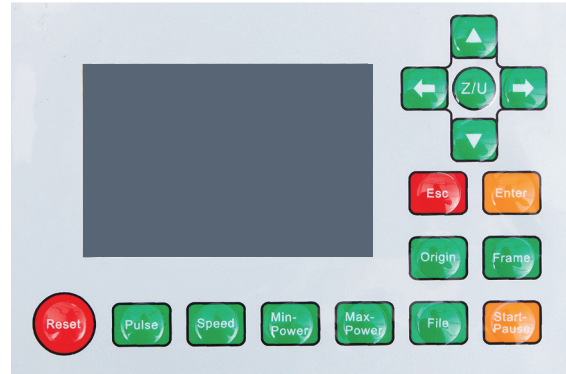 Z/U
Esc
Enter
Origin
Frame
Reset
Pulse
Speed
Min-
Power
Max-
Power
File
Start-
Pause